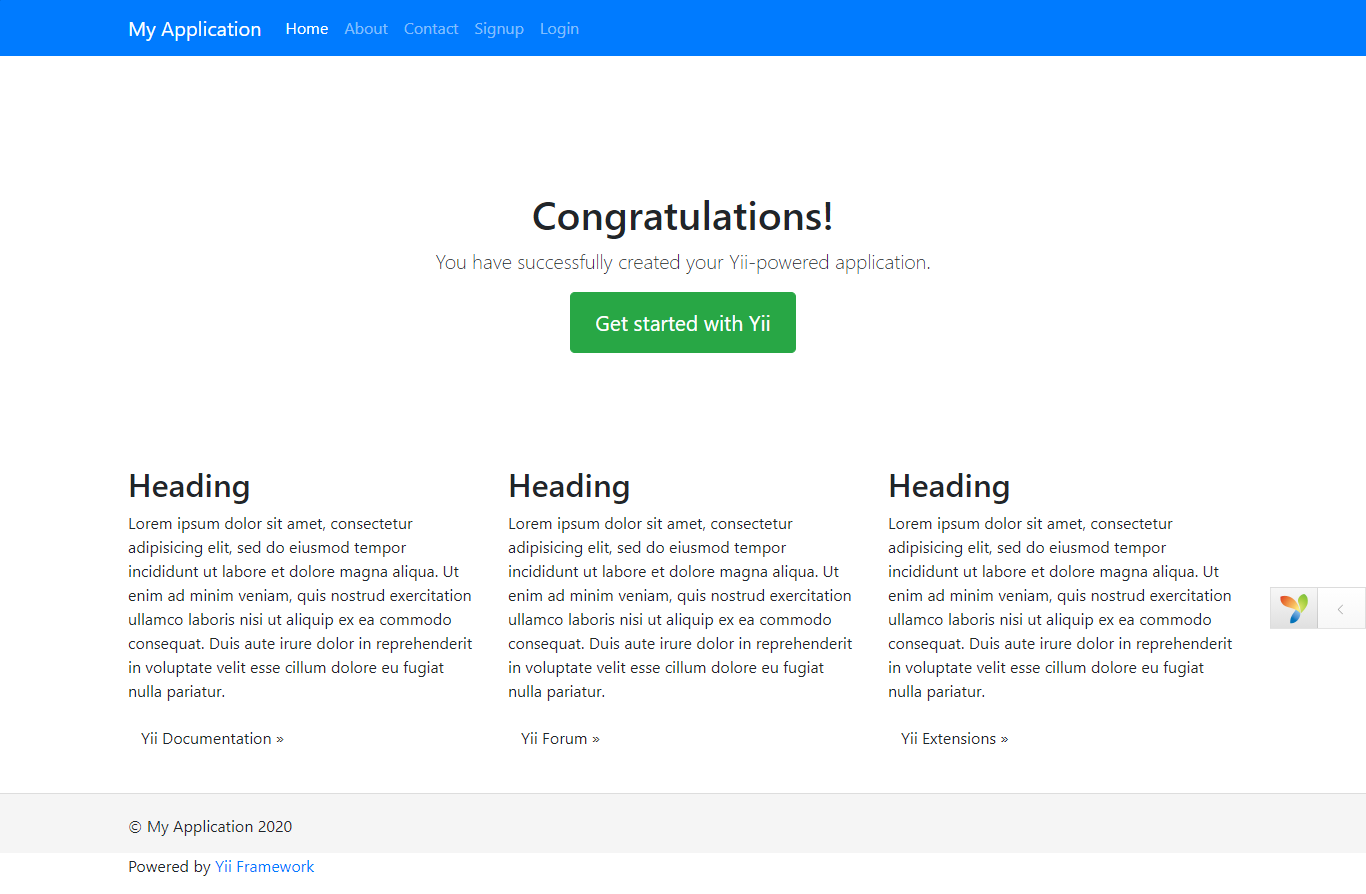 My Application Home About Contact Signup Login
Congratulations!
You have successfully created your Yii-powered application.
Get started with Yii
Heading
Lorem ipsum dolor sit amet, consectetur
adipisicing elit, sed do eiusmod tempor
incididunt ut labore et dolore magna aliqua. Ut
enim ad minim veniam, quis nostrud exercitation
ullamco laboris nisi ut aliquip ex ea commodo
consequat. Duis aute irure dolor in reprehenderit
in voluptate velit esse cillum dolore eu fugiat
nulla pariatur.
Yii Documentation »
Heading
Lorem ipsum dolor sit amet, consectetur
adipisicing elit, sed do eiusmod tempor
incididunt ut labore et dolore magna aliqua. Ut
enim ad minim veniam, quis nostrud exercitation
ullamco laboris nisi ut aliquip ex ea commodo
consequat. Duis aute irure dolor in reprehenderit
in voluptate velit esse cillum dolore eu fugiat
nulla pariatur.
Yii Forum »
Heading
Lorem ipsum dolor sit amet, consectetur
adipisicing elit, sed do eiusmod tempor
incididunt ut labore et dolore magna aliqua. Ut
enim ad minim veniam, quis nostrud exercitation
ullamco laboris nisi ut aliquip ex ea commodo
consequat. Duis aute irure dolor in reprehenderit
in voluptate velit esse cillum dolore eu fugiat
nulla pariatur.
Yii Extensions »
© My Application 2020
Powered by Yii Framework